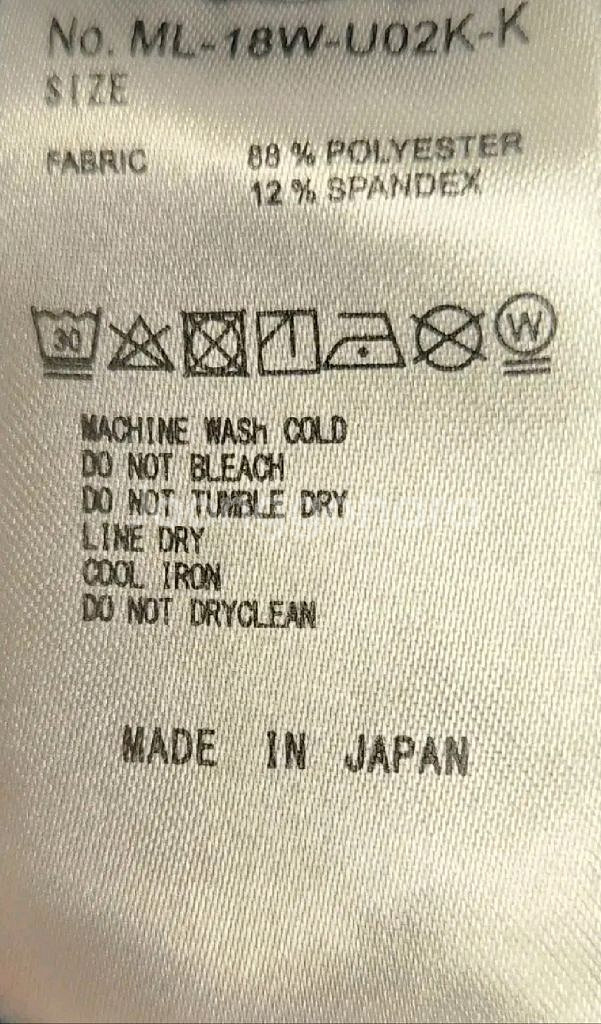 No. ML-18W-U02K-K
SIZE
FABRIC 88 % POLYESTER
12 % SPANDEX
30
W
MACHINE WASh COLD
DO NOT BLEACH
DO NOT TUMBLE DRY
LINE DRY
COOL IRON
DO NOT DRYCLEAN
MADE IN JAPAN